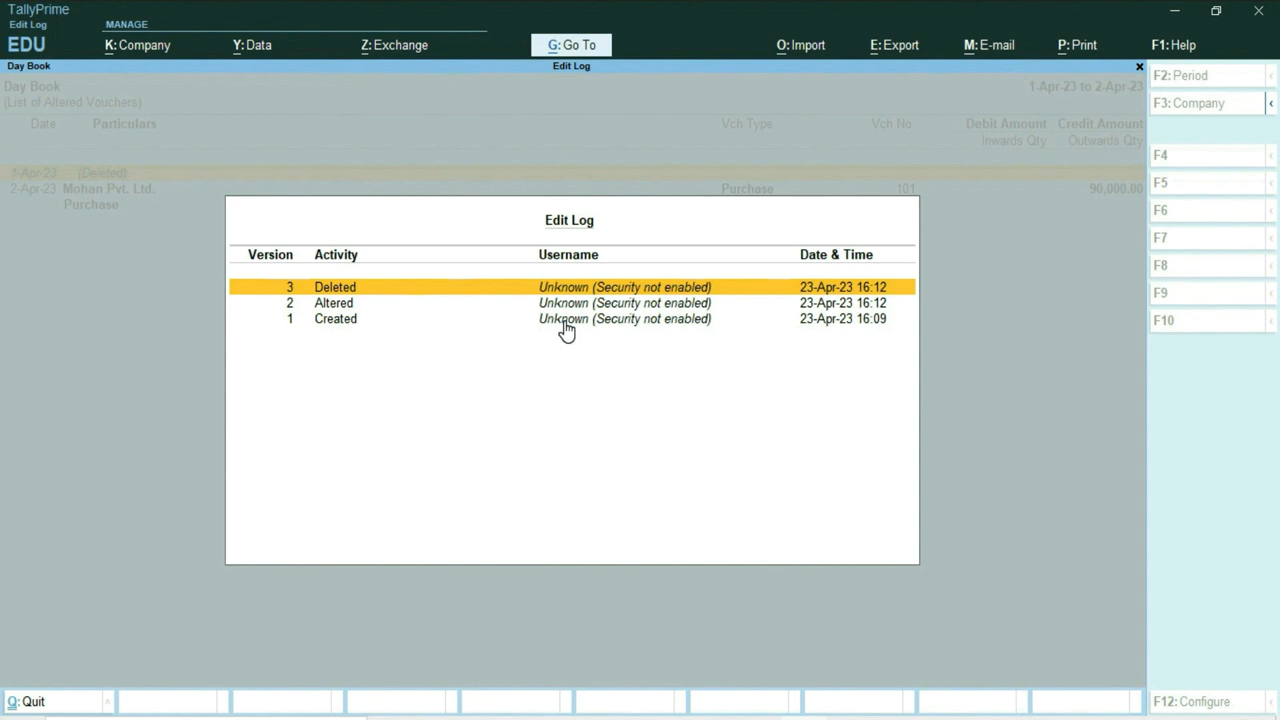 TallyPrime
Edit Log
MANAGE
EDU
K: Company
Y: Data
Z: Exchange
G: Go To
O: Import
E: Export
M: E-mail
P: Print
F1: Help
Day Book
Edit Log
×
F2: Period
F3: Company
F4
F5
F6
F7
F8
F9
F10
Day Book
1-Apr-23 to 2-Apr-23
(List of Altered Vouchers)
Date Particulars Vch Type Vch No Debit Amount Credit Amount
Inwards Qty Outwards Qty
1-Apr-23 (Deleted)
2-Apr-23 Mohan Pvt. Ltd. Purchase 101 90,000.00
Purchase
Edit Log
Version Activity Username Date & Time
3 Deleted Unknown (Security not enabled) 23-Apr-23 16:12
2 Altered Unknown (Security not enabled) 23-Apr-23 16:12
1 Created Unknown (Security not enabled) 23-Apr-23 16:09
Q: Quit
F12: Configure